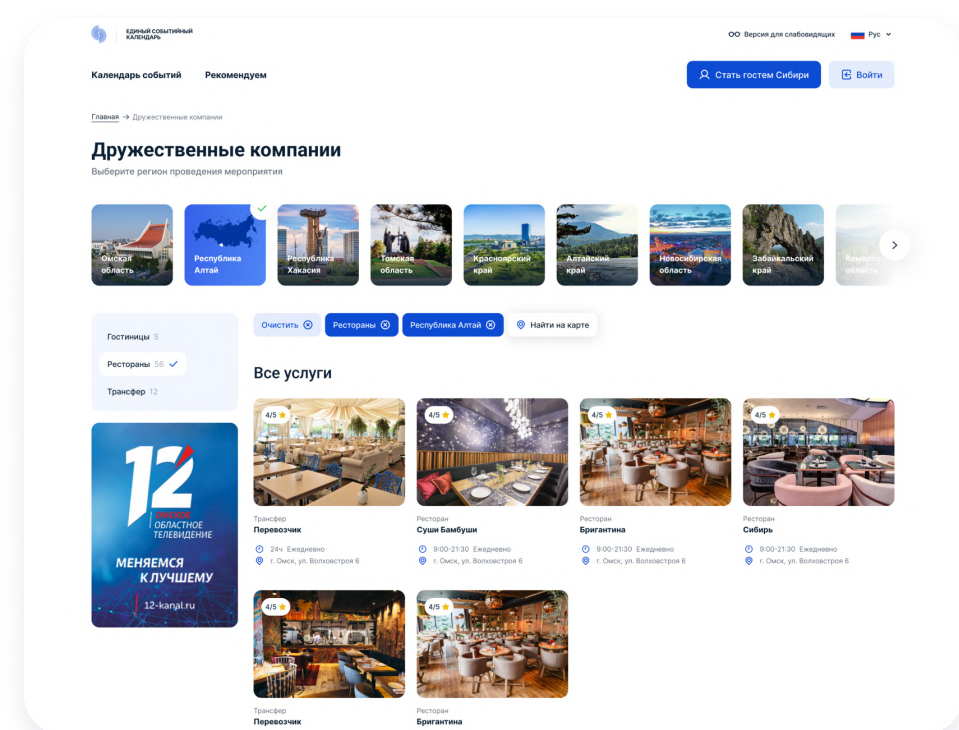 ЕДИНЫЙ СОБЫТИЙНЫЙ
КАЛЕНДАРЬ
Версия для слабовидящих
Рус
Календарь событий
Рекомендуем
Стать гостем Сибири
Войти
Главная → Дружественные компании
Дружественные компании
Выберите регион проведения мероприятия
Омская
область
Республика
Алтай
Республика
Хакасия
Томская
область
Красноярский
край
Алтайский
край
Новосибирская
область
Забайкальский
край
область
Гостиницы 5
Рестораны 56
Трансфер 12
Очистить
Рестораны
Республика Алтай
Найти на карте
Все услуги
4/5
4/5
4/5
4/5
Трансфер
Перевозчик
24ч Ежедневно
г. Омск, ул. Волховстроя 6
Ресторан
Суши Бамбуши
9:00-21:30 Ежедневно
г. Омск, ул. Волховстроя 6
Ресторан
Бригантина
9:00-21:30 Ежедневно
г. Омск, ул. Волховстроя 6
Ресторан
Сибирь
9:00-21:30 Ежедневно
г. Омск, ул. Волховстроя 6
12
ОМСКОЕ
ОБЛАСТНОЕ
ТЕЛЕВИДЕНИЕ
МЕНЯЕМСЯ
К ЛУЧШЕМУ
12-kanal.ru
4/5
4/5
Трансфер
Перевозчик
Ресторан
Бригантина